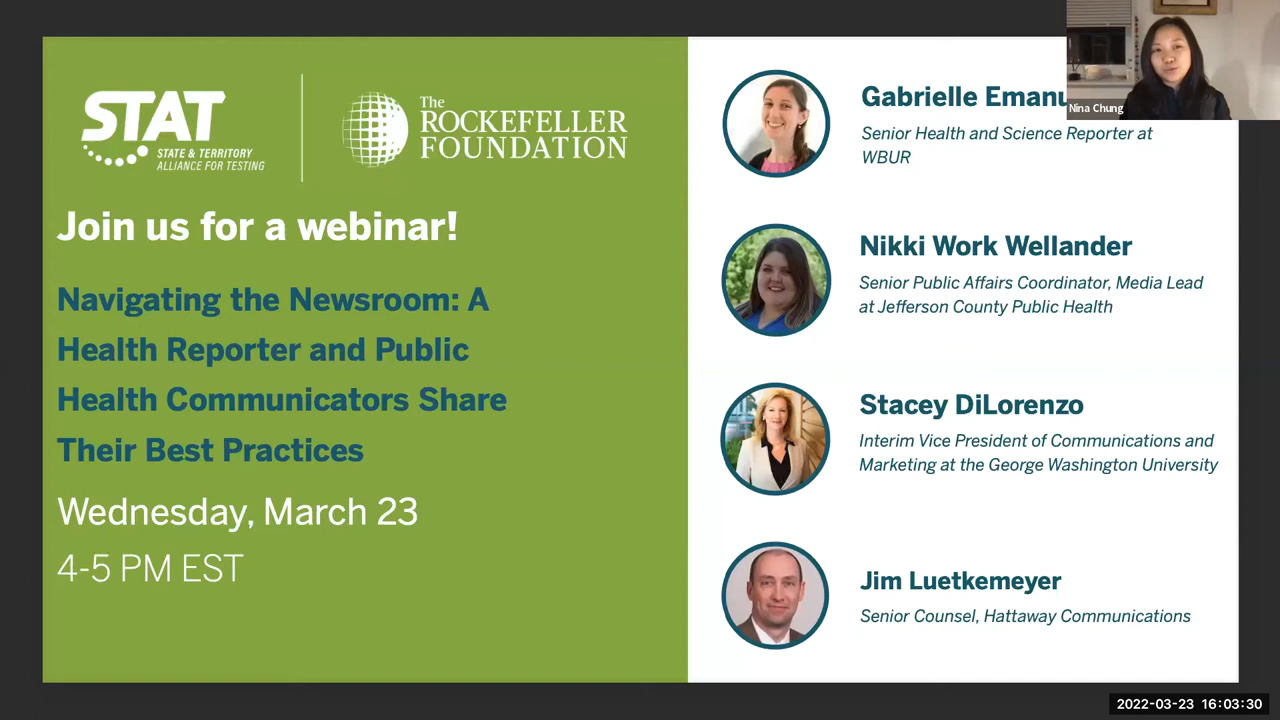 STAT
STATE & TERRITORY
ALLIANCE FOR TESTING
The
ROCKEFELLER
FOUNDATION
Join us for a webinar!
Navigating the Newsroom: A
Health Reporter and Public
Health Communicators Share
Their Best Practices
Wednesday, March 23
4-5 PM EST
Gabrielle
Senior Health and Science Reporter at
WBUR
Nikki Work Wellander
Senior Public Affairs Coordinator, Media Lead
at Jefferson County Public Health
Stacey DiLorenzo
Interim Vice President of Communications and
Marketing at the George Washington University
Jim Luetkemeyer
Senior Counsel, Hattaway Communications
Nina Chung
2022-03-23 16:03:30